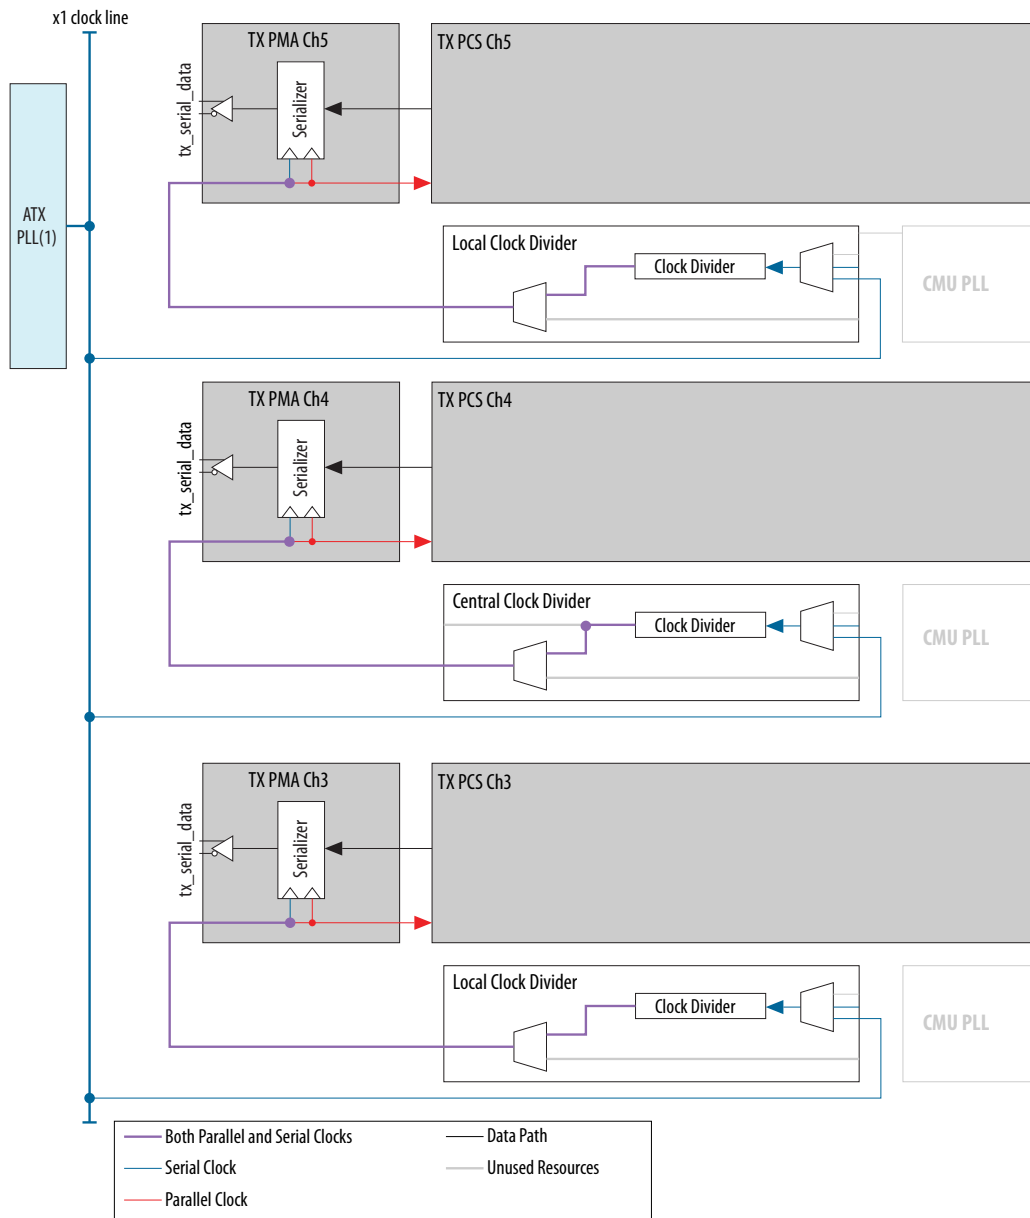 x1 clock line
ATX
PLL(1)
TX PMA Ch5
TX PCS Ch5
tx_serial_data
Serializer
Local Clock Divider
Clock Divider
CMU PLL
TX PMA Ch4
TX PCS Ch4
tx_serial_data
Serializer
Central Clock Divider
Clock Divider
CMU PLL
TX PMA Ch3
TX PCS Ch3
tx_serial_data
Serializer
Local Clock Divider
Clock Divider
CMU PLL
Both Parallel and Serial Clocks
Data Path
Serial Clock
Unused Resources
Parallel Clock